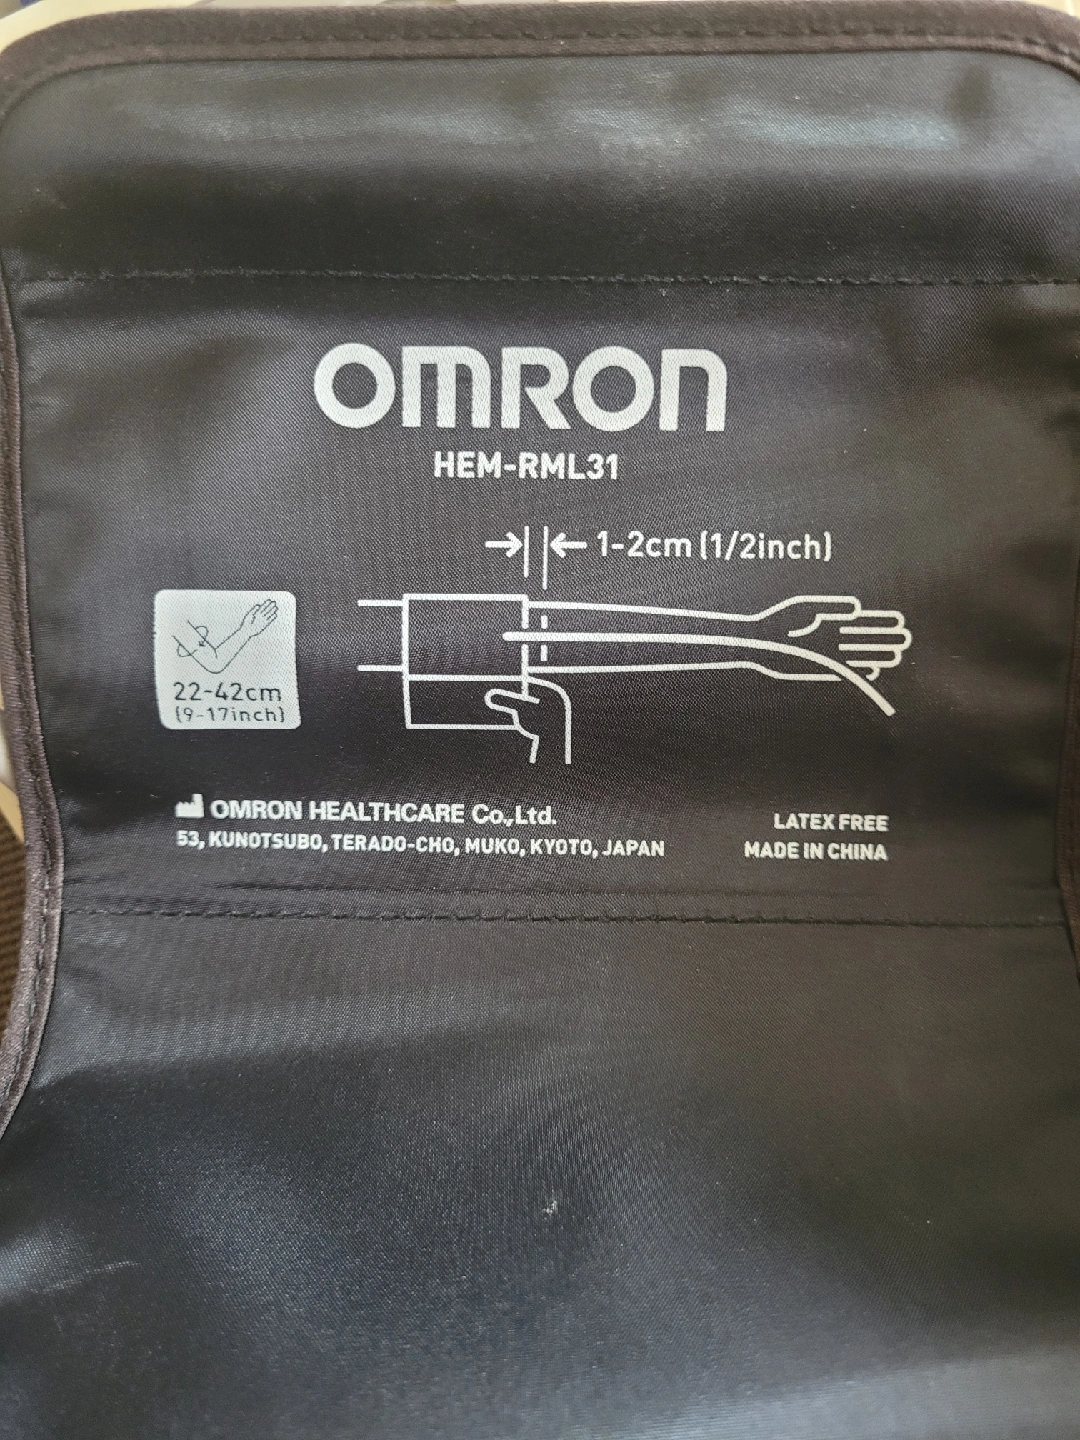 OMRON
HEM-RML31
1-2cm (1/2inch)
22-42cm
(9-17inch)
OMRON HEALTHCARE Co.,Ltd.
53, KUNOTSUBO, TERADO-CHO, MUKO, KYOTO, JAPAN
LATEX FREE
MADE IN CHINA